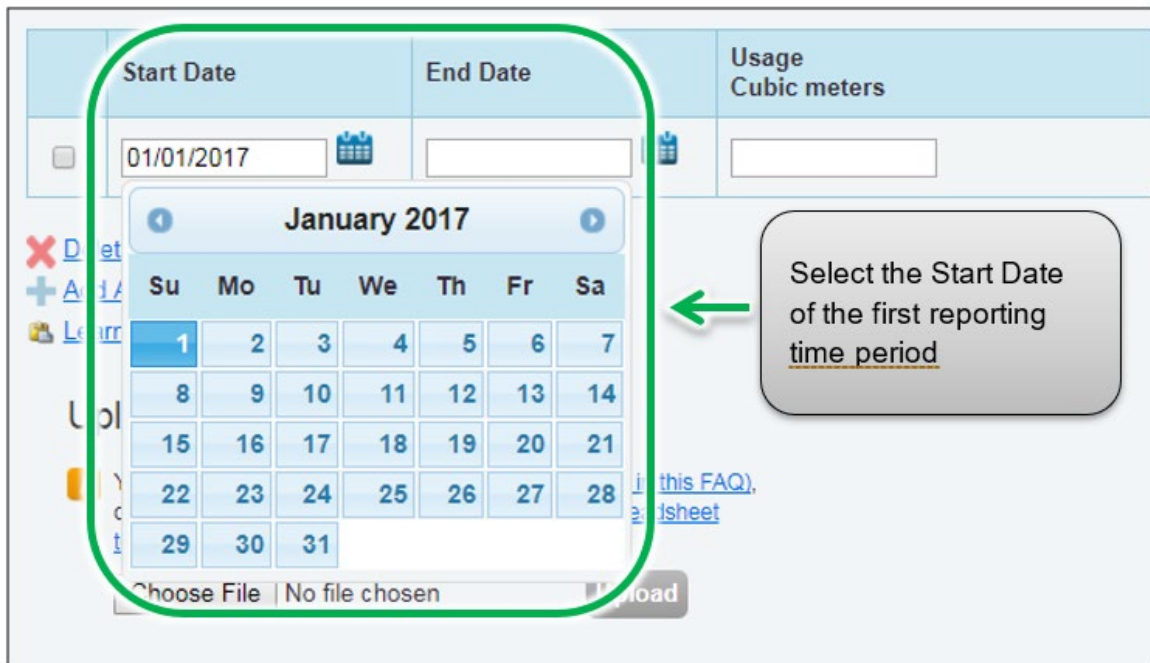 Start Date End Date Usage
Cubic meters
01/01/2017
January 2017
Su Mo Tu We Th Fr Sa
1 2 3 4 5 6 7
8 9 10 11 12 13 14
15 16 17 18 19 20 21
22 23 24 25 26 27 28
29 30 31
Select the Start Date
of the first reporting
time period
in this FAQ),
Choose File No file chosen Upload